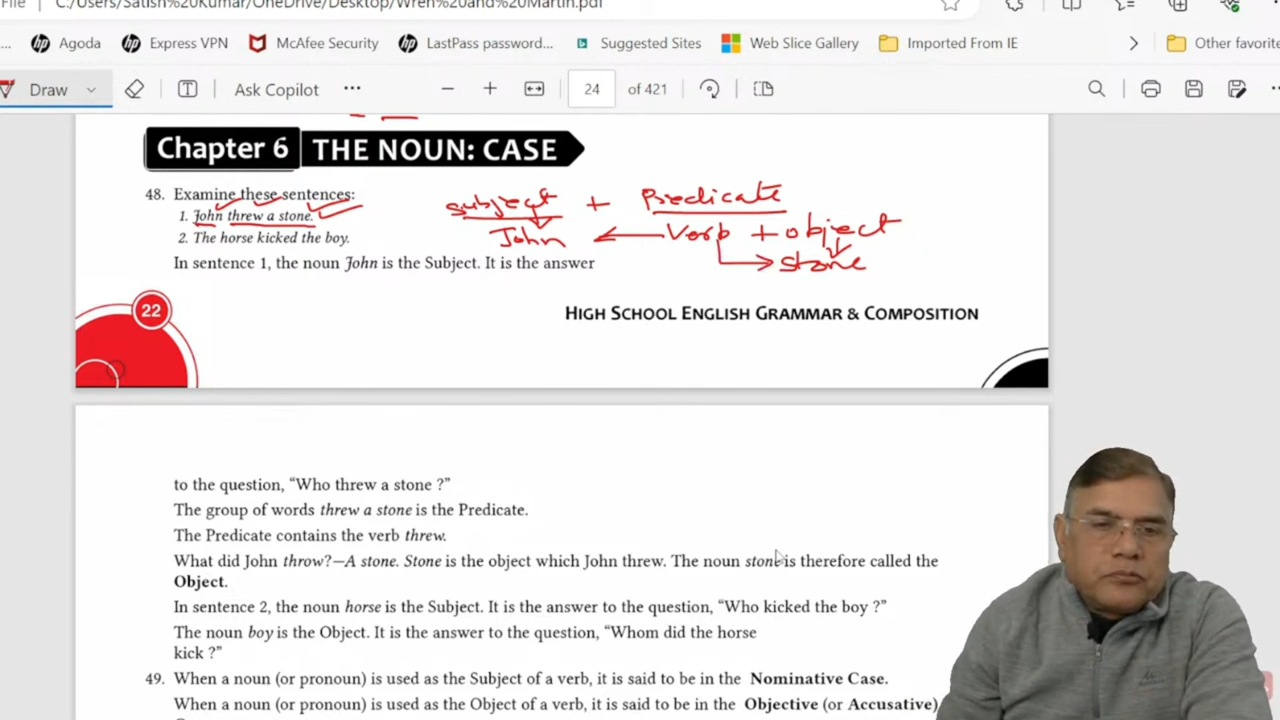 File C:/Users/Satish%20Kumar/OneDrive/Desktop/Wren%20and%20Martin.pdf
... Agoda Express VPN McAfee Security LastPass password... Suggested Sites Web Slice Gallery Imported From IE Other favorite
Draw T Ask Copilot ... 24 of 421
Chapter 6 THE NOUN: CASE
48. Examine these sentences:
subject + Predicate
1. John threw a stone.
John Verb + object
2. The horse kicked the boy.
stone
In sentence 1, the noun John is the Subject. It is the answer
22
HIGH SCHOOL ENGLISH GRAMMAR & COMPOSITION
to the question, “Who threw a stone ?”
The group of words threw a stone is the Predicate.
The Predicate contains the verb threw.
What did John throw?—A stone. Stone is the object which John threw. The noun stone is therefore called the
Object.
In sentence 2, the noun horse is the Subject. It is the answer to the question, “Who kicked the boy ?”
The noun boy is the Object. It is the answer to the question, “Whom did the horse
kick ?”
49. When a noun (or pronoun) is used as the Subject of a verb, it is said to be in the Nominative Case.
When a noun (or pronoun) is used as the Object of a verb, it is said to be in the Objective (or Accusative)